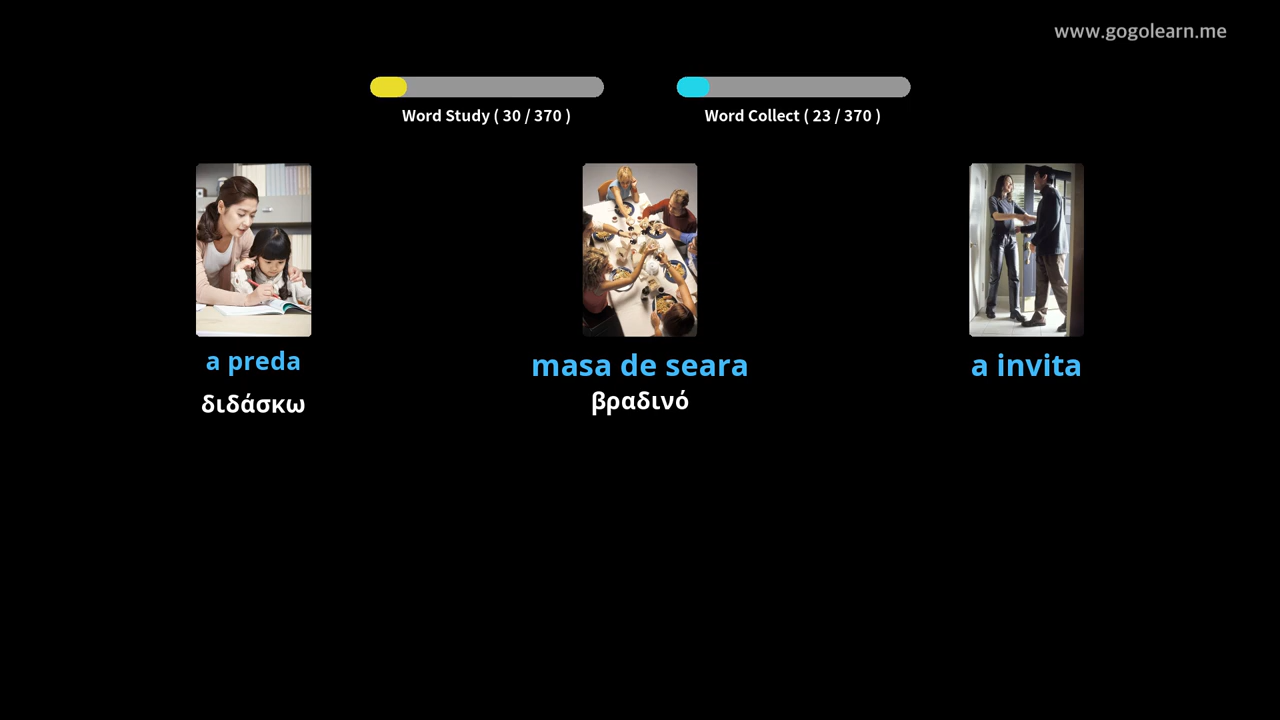 www.gogolearn.me
Word Study ( 30 / 370 )
Word Collect ( 23 / 370 )
a preda
διδάσκω
masa de seara
βραδινό
a invita